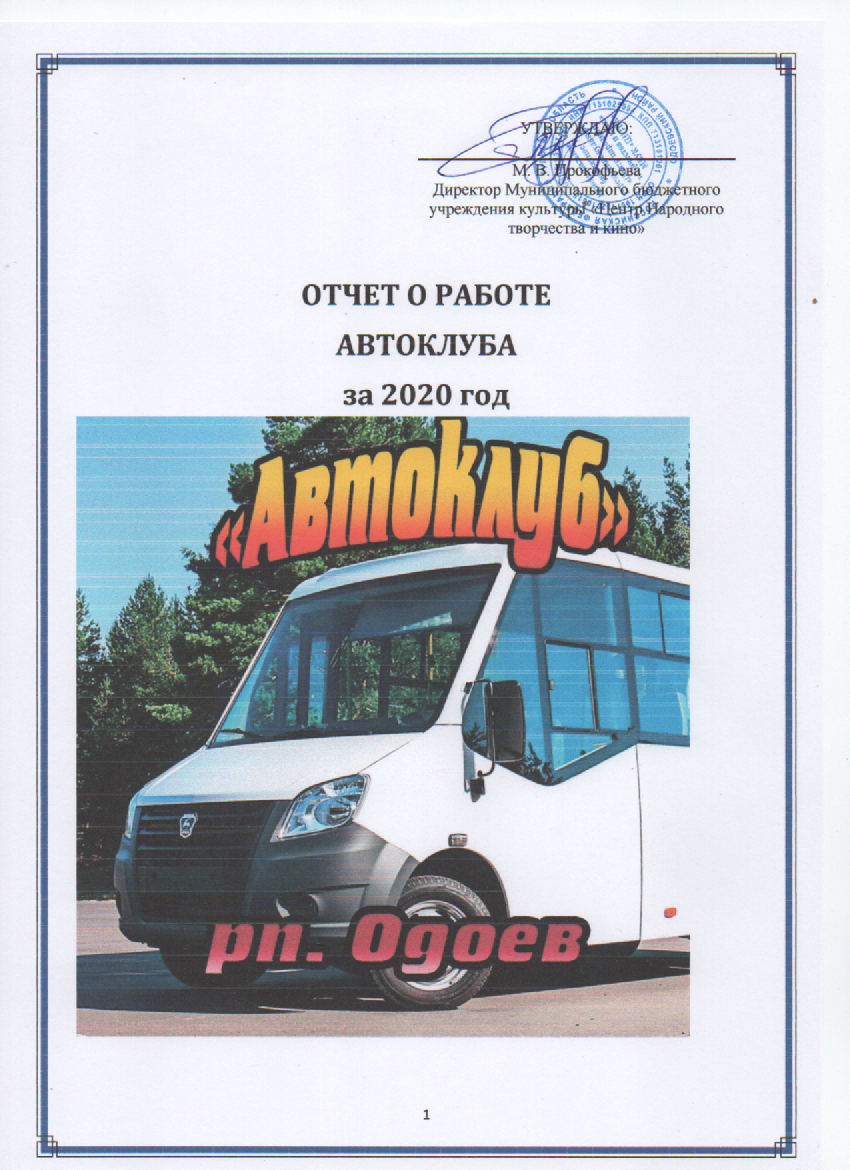 УТВЕРЖДАЮ:
М. В. Прокофьева
Директор Муниципального бюджетного
учреждения культуры «Центр Народного
творчества и кино»
ОТЧЕТ О РАБОТЕ
АВТОКЛУБА
за 2020 год
«Автоклуб»
рп. Одоев
1